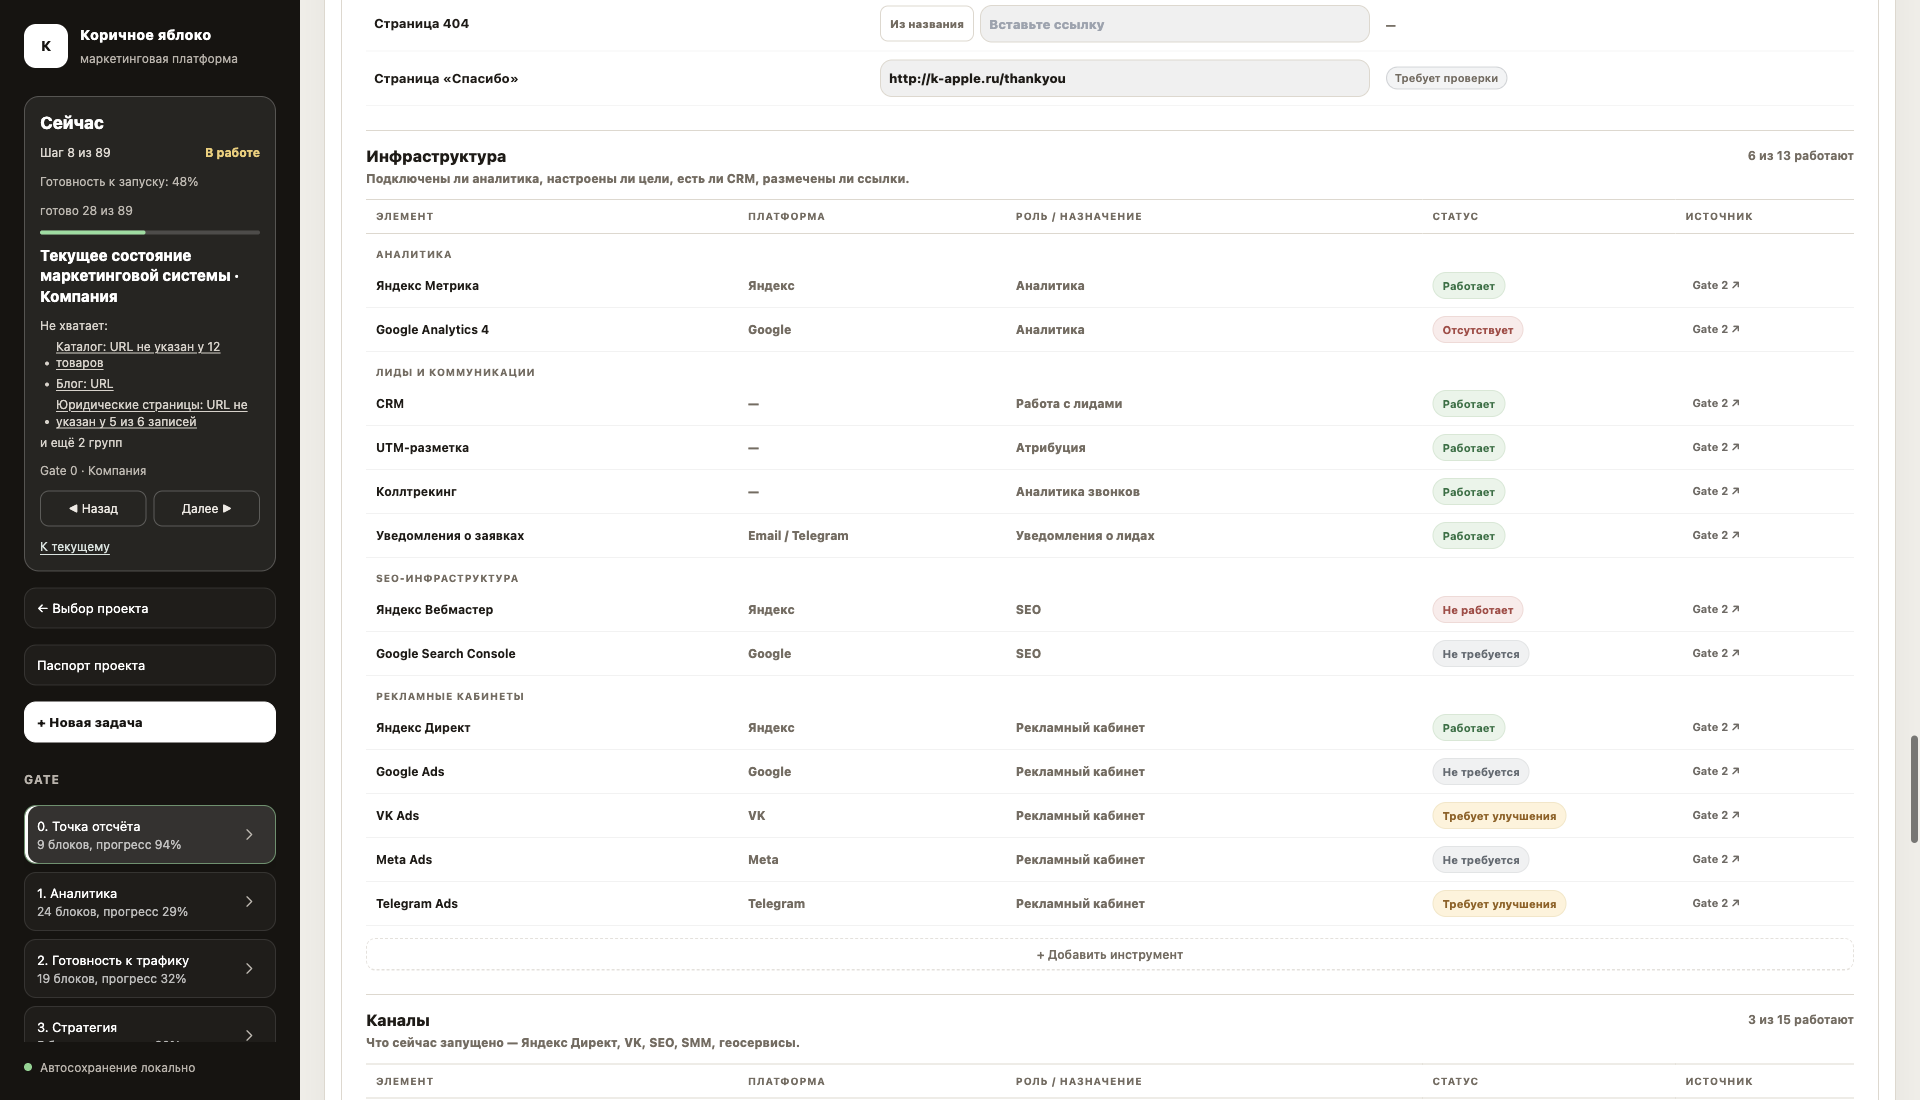 К
Коричное яблоко
маркетинговая платформа
Сейчас
Шаг 8 из 89
В работе
Готовность к запуску: 48%
готово 28 из 89
Текущее состояние
маркетинговой системы ·
Компания
Не хватает:
• Каталог: URL не указан у 12
товаров
• Блог: URL
• Юридические страницы: URL не
указан у 5 из 6 записей
и ещё 2 групп
Gate 0 · Компания
◀ Назад
Далее ▶
К текущему
← Выбор проекта
Паспорт проекта
+ Новая задача
GATE
0. Точка отсчёта
9 блоков, прогресс 94%
1. Аналитика
24 блоков, прогресс 29%
2. Готовность к трафику
19 блоков, прогресс 32%
3. Стратегия
Автосохранение локально
Страница 404
Из названия
Вставьте ссылку
—
Страница «Спасибо»
http://k-apple.ru/thankyou
Требует проверки
Инфраструктура
6 из 13 работают
Подключены ли аналитика, настроены ли цели, есть ли CRM, размечены ли ссылки.
ЭЛЕМЕНТ ПЛАТФОРМА РОЛЬ / НАЗНАЧЕНИЕ СТАТУС ИСТОЧНИК
АНАЛИТИКА
Яндекс Метрика Яндекс Аналитика Работает Gate 2 ↗
Google Analytics 4 Google Аналитика Отсутствует Gate 2 ↗
ЛИДЫ И КОММУНИКАЦИИ
CRM — Работа с лидами Работает Gate 2 ↗
UTM-разметка — Атрибуция Работает Gate 2 ↗
Коллтрекинг — Аналитика звонков Работает Gate 2 ↗
Уведомления о заявках Email / Telegram Уведомления о лидах Работает Gate 2 ↗
SEO-ИНФРАСТРУКТУРА
Яндекс Вебмастер Яндекс SEO Не работает Gate 2 ↗
Google Search Console Google SEO Не требуется Gate 2 ↗
РЕКЛАМНЫЕ КАБИНЕТЫ
Яндекс Директ Яндекс Рекламный кабинет Работает Gate 2 ↗
Google Ads Google Рекламный кабинет Не требуется Gate 2 ↗
VK Ads VK Рекламный кабинет Требует улучшения Gate 2 ↗
Meta Ads Meta Рекламный кабинет Не требуется Gate 2 ↗
Telegram Ads Telegram Рекламный кабинет Требует улучшения Gate 2 ↗
+ Добавить инструмент
Каналы
3 из 15 работают
Что сейчас запущено — Яндекс Директ, VK, SEO, SMM, геосервисы.
ЭЛЕМЕНТ ПЛАТФОРМА РОЛЬ / НАЗНАЧЕНИЕ СТАТУС ИСТОЧНИК